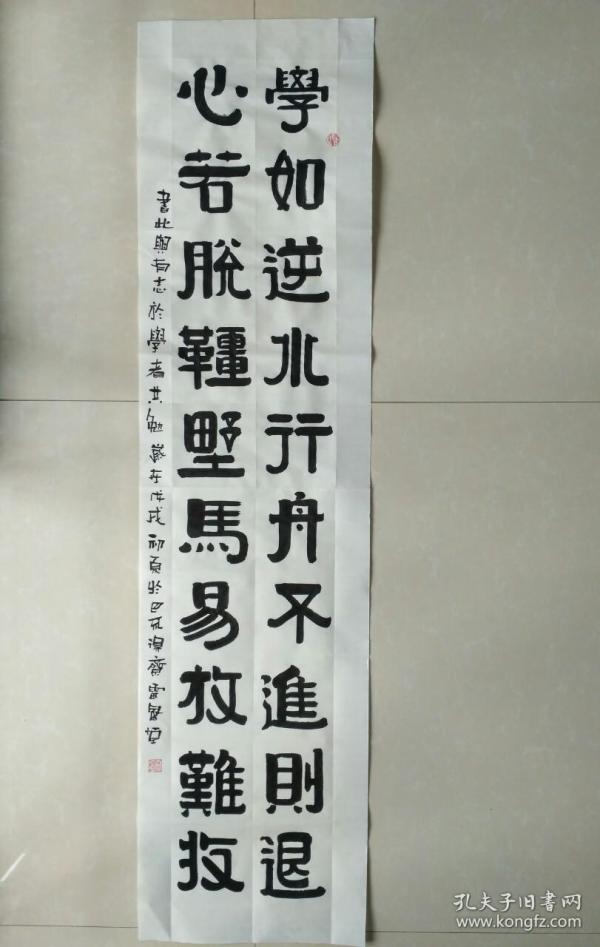 學如逆水行舟不進則退
心若脫韁野馬易放難收
書此與有志於學者共勉 歲在戊戌初夏於巴
孔夫子旧书网
www.kongfz.com